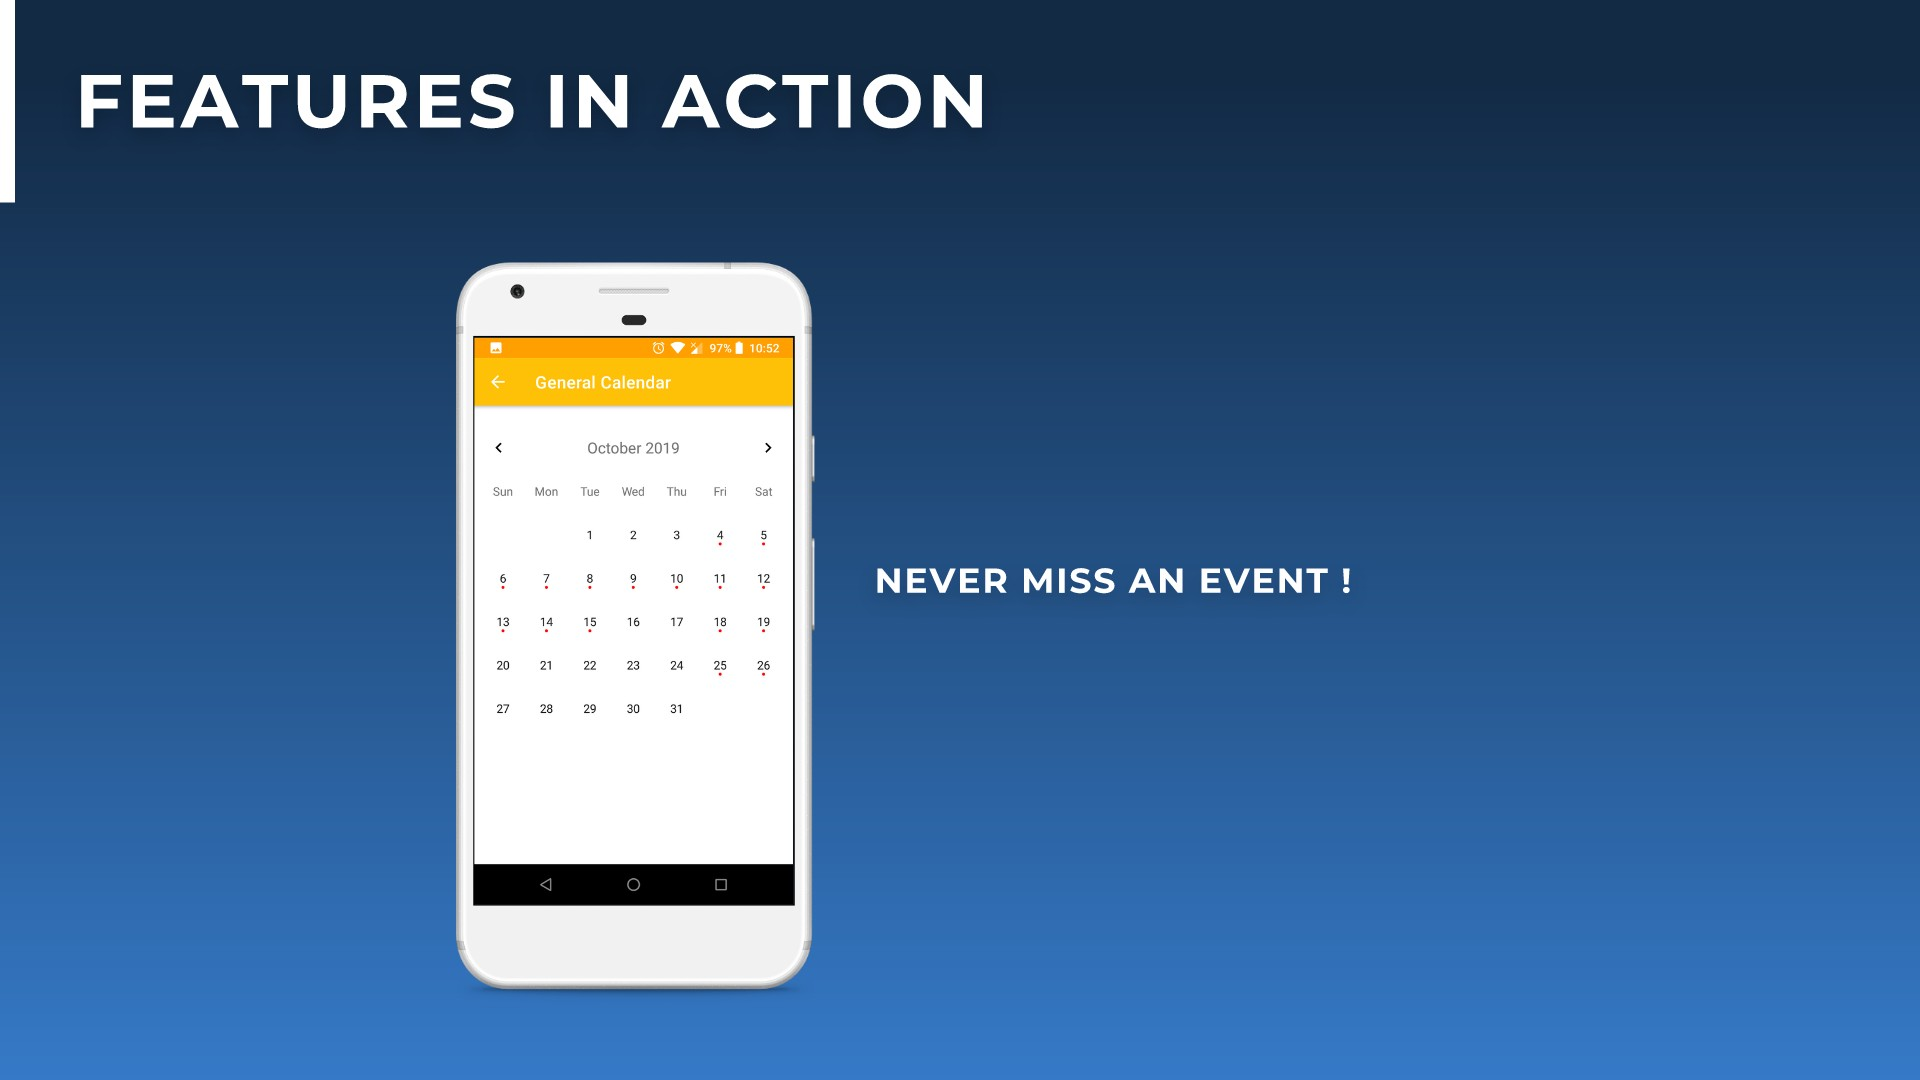 FEATURES IN ACTION
97% 10:52
General Calendar
October 2019
Sun Mon Tue Wed Thu Fri Sat
1 2 3 4 5
6 7 8 9 10 11 12
13 14 15 16 17 18 19
20 21 22 23 24 25 26
27 28 29 30 31
NEVER MISS AN EVENT !